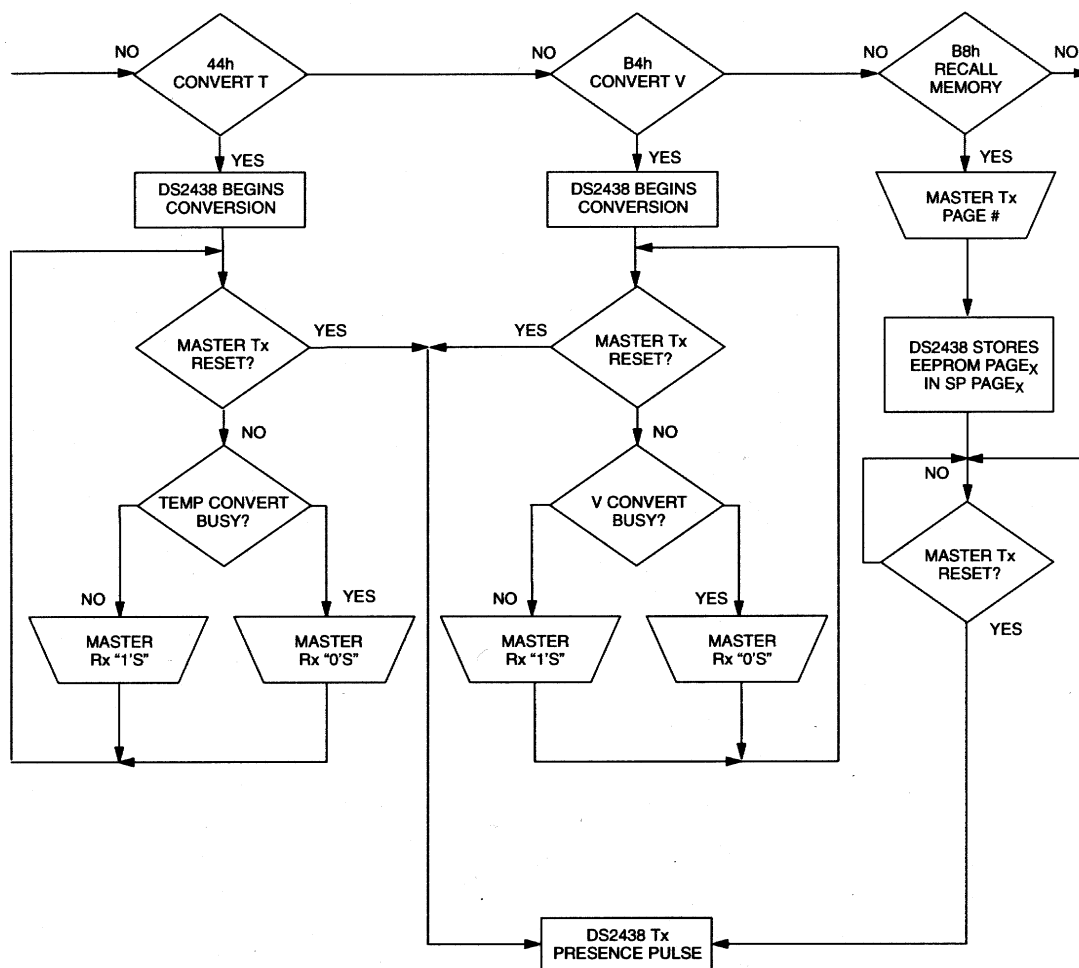 NO
44h
CONVERT T
NO
B4h
CONVERT V
NO
B8h
RECALL
MEMORY
NO
YES
YES
YES
DS2438 BEGINS
CONVERSION
DS2438 BEGINS
CONVERSION
MASTER Tx
PAGE #
MASTER Tx
RESET?
YES
YES
MASTER Tx
RESET?
DS2438 STORES
EEPROM PAGEX
IN SP PAGEX
NO
NO
NO
TEMP CONVERT
BUSY?
V CONVERT
BUSY?
MASTER Tx
RESET?
NO
YES
NO
YES
YES
MASTER
Rx "1'S"
MASTER
Rx "0'S"
MASTER
Rx "1'S"
MASTER
Rx "0'S"
DS2438 Tx
PRESENCE PULSE